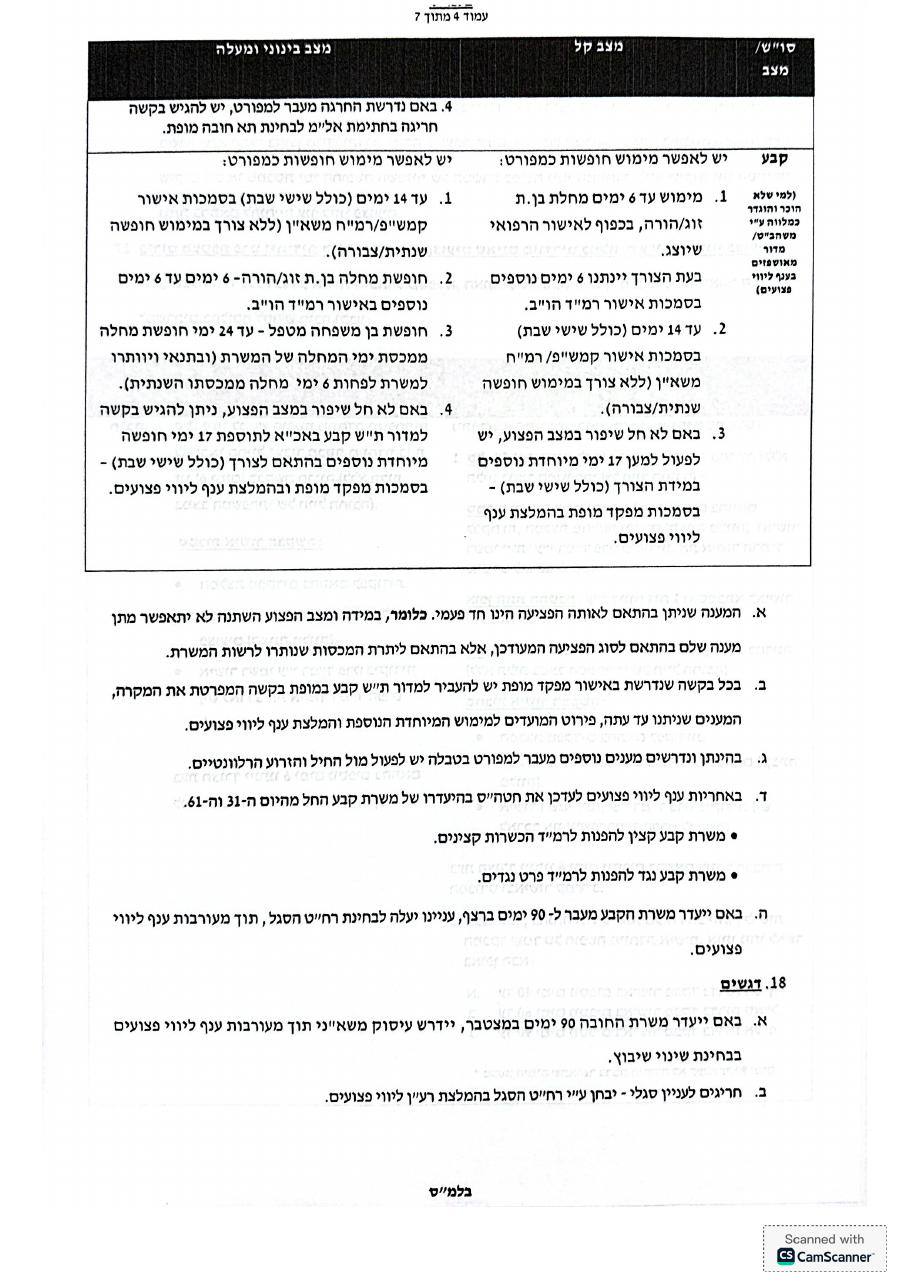 עמוד 4 מתוך 7
סו"ש/
מצב
מצב קל
מצב בינוני ומעלה
4. באם נדרשת החרגה מעבר למפורט, יש להגיש בקשה
חריגה בחתימת אל"מ לבחינת תא חובה מופת.
קבע
(למי שלא
הוכר והוגדר
כמלווה ע"י
משהב"ט/
מדור
מאושפזים
בענף ליווי
פצועים)
יש לאפשר מימוש חופשות כמפורט:
1. מימוש עד 6 ימים מחלת בן.ת
זוג/הורה, בכפוף לאישור הרפואי
שיוצג.
בעת הצורך יינתנו 6 ימים נוספים
בסמכות אישור רמ"ד הו"ב.
2. עד 14 ימים (כולל שישי שבת)
בסמכות אישור קמש"פ/ רמ"ח
משא"ן (ללא צורך במימוש חופשה
שנתית/צבורה).
3. באם לא חל שיפור במצב הפצוע, יש
לפעול למען 17 ימי מיוחדת נוספים
במידת הצורך (כולל שישי שבת) –
בסמכות מפקד מופת בהמלצת ענף
ליווי פצועים.
יש לאפשר מימוש חופשות כמפורט:
1. עד 14 ימים (כולל שישי שבת) בסמכות אישור
קמש"פ/רמ"ח משא"ן (ללא צורך במימוש חופשה
שנתית/צבורה).
2. חופשת מחלה בן.ת זוג/הורה- 6 ימים עד 6 ימים
נוספים באישור רמ"ד הו"ב.
3. חופשת בן משפחה מטפל – עד 24 ימי חופשת מחלה
ממכסת ימי המחלה של המשרת (ובתנאי ויוותרו
למשרת לפחות 6 ימי מחלה ממכסתו השנתית).
4. באם לא חל שיפור במצב הפצוע, ניתן להגיש בקשה
למדור ת"ש קבע באכ"א לתוספת 17 ימי חופשה
מיוחדת נוספים בהתאם לצורך (כולל שישי שבת) –
בסמכות מפקד מופת ובהמלצת ענף ליווי פצועים.
א. המענה שניתן בהתאם לאותה הפציעה הינו חד פעמי. כלומר, במידה ומצב הפצוע השתנה לא יתאפשר מתן
מענה שלם בהתאם לסוג הפציעה המעודכן, אלא בהתאם ליתרת המכסות שנותרו לרשות המשרת.
ב. בכל בקשה שנדרשת באישור מפקד מופת יש להעביר למדור ת"ש קבע במופת בקשה המפרטת את המקרה,
המענים שניתנו עד עתה, פירוט המועדים למימוש המיוחדת הנוספת והמלצת ענף ליווי פצועים.
ג. בהינתן ונדרשים מענים נוספים מעבר למפורט בטבלה יש לפעול מול החיל והזרוע הרלוונטיים.
ד. באחריות ענף ליווי פצועים לעדכן את חטה"ס בהיעדרו של משרת קבע החל מהיום ה-31 וה-61.
• משרת קבע קצין להפנות לרמ"ד הכשרות קצינים.
• משרת קבע נגד להפנות לרמ"ד פרט נגדים.
ה. באם ייעדר משרת הקבע מעבר ל- 90 ימים ברצף, עניינו יעלה לבחינת רח"ט הסגל, תוך מעורבות ענף ליווי
פצועים.
18. דגשים
א. באם ייעדר משרת החובה 90 ימים במצטבר, יידרש עיסוק משא"ני תוך מעורבות ענף ליווי פצועים
בבחינת שינוי שיבוץ.
ב. חריגים לעניין סגלי - יבחן ע"י רח"ט הסגל בהמלצת רע"ן ליווי פצועים.
בלמ"ס
Scanned with
CS CamScanner